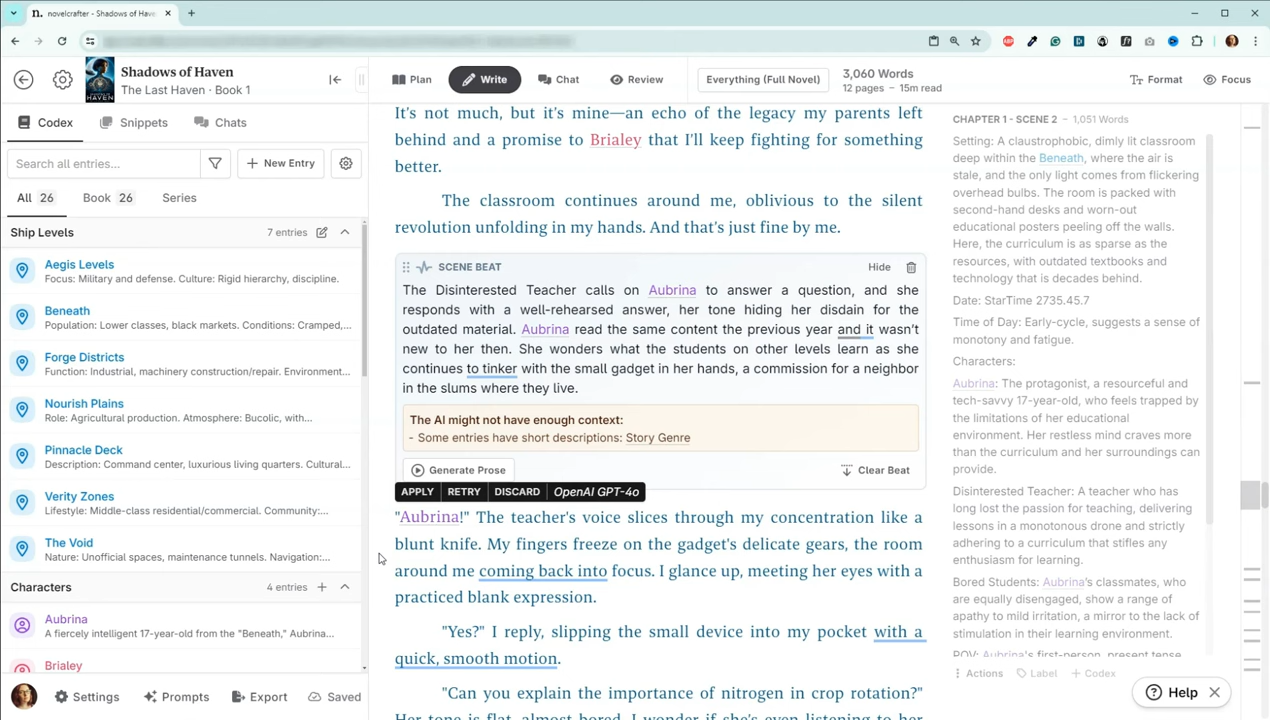 novelcrafter - Shadows of Have
Shadows of Haven
The Last Haven · Book 1
Plan
Write
Chat
Review
Everything (Full Novel)
3,060 Words
12 pages · 15m read
Format
Focus
Codex
Snippets
Chats
Search all entries...
New Entry
All 26
Book 26
Series
Ship Levels
7 entries
Aegis Levels
Focus: Military and defense. Culture: Rigid hierarchy, discipline.
Beneath
Population: Lower classes, black markets. Conditions: Cramped,...
Forge Districts
Function: Industrial, machinery construction/repair. Environment...
Nourish Plains
Role: Agricultural production. Atmosphere: Bucolic, with...
Pinnacle Deck
Description: Command center, luxurious living quarters. Cultural...
Verity Zones
Lifestyle: Middle-class residential/commercial. Community:...
The Void
Nature: Unofficial spaces, maintenance tunnels. Navigation:...
Characters
4 entries
Aubrina
A fiercely intelligent 17-year-old from the "Beneath," Aubrina...
Brialey
Settings
Prompts
Export
Saved
It's not much, but it's mine—an echo of the legacy my parents left
behind and a promise to Brialey that I'll keep fighting for something
better.
The classroom continues around me, oblivious to the silent
revolution unfolding in my hands. And that's just fine by me.
SCENE BEAT
Hide
The Disinterested Teacher calls on Aubrina to answer a question, and she
responds with a well-rehearsed answer, her tone hiding her disdain for the
outdated material. Aubrina read the same content the previous year and it wasn't
new to her then. She wonders what the students on other levels learn as she
continues to tinker with the small gadget in her hands, a commission for a neighbor
in the slums where they live.
The AI might not have enough context:
- Some entries have short descriptions: Story Genre
Generate Prose
Clear Beat
APPLY RETRY DISCARD OpenAI GPT-4o
"Aubrina!" The teacher's voice slices through my concentration like a
blunt knife. My fingers freeze on the gadget's delicate gears, the room
around me coming back into focus. I glance up, meeting her eyes with a
practiced blank expression.
"Yes?" I reply, slipping the small device into my pocket with a
quick, smooth motion.
"Can you explain the importance of nitrogen in crop rotation?"
Her tone is flat, almost bored. I wonder if she's even listening to her
CHAPTER 1 - SCENE 2 – 1,051 Words
Setting: A claustrophobic, dimly lit classroom
deep within the Beneath, where the air is
stale, and the only light comes from flickering
overhead bulbs. The room is packed with
second-hand desks and worn-out
educational posters peeling off the walls.
Here, the curriculum is as sparse as the
resources, with outdated textbooks and
technology that is decades behind.
Date: StarTime 2735.45.7
Time of Day: Early-cycle, suggests a sense of
monotony and fatigue.
Characters:
Aubrina: The protagonist, a resourceful and
tech-savvy 17-year-old, who feels trapped by
the limitations of her educational
environment. Her restless mind craves more
than the curriculum and her surroundings can
provide.
Disinterested Teacher: A teacher who has
long lost the passion for teaching, delivering
lessons in a monotonous drone and strictly
adhering to a curriculum that stifles any
enthusiasm for learning.
Bored Students: Aubrina's classmates, who
are equally disengaged, show a range of
apathy to mild irritation, a mirror to the lack of
stimulation in their learning environment.
POV: Aubrina's first-person, present tense
Actions
Label
Codex
Help